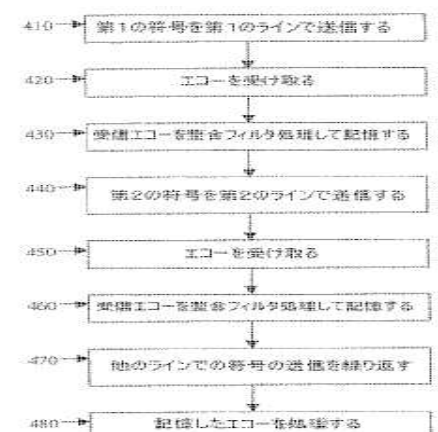 410 第1の符号を第1のラインで送信する
420 エコーを受け取る
430 受信エコーを整合フィルタ処理して記憶する
440 第2の符号を第2のラインで送信する
450 エコーを受け取る
460 受信エコーを整合フィルタ処理して記憶する
470 他のラインでの符号の送信を繰り返す
480 記憶したエコーを処理する